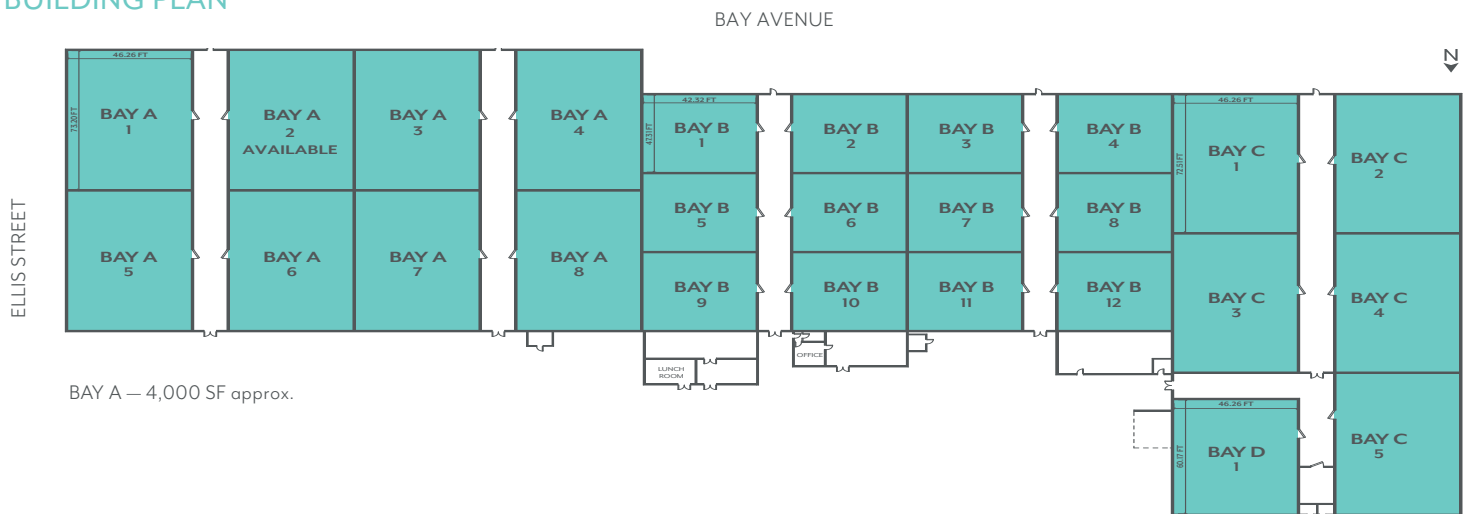 BUILDING PLAN
BAY AVENUE
N
ELLIS STREET
46.26 FT
73.20 FT
BAY A
1
BAY A
2
AVAILABLE
BAY A
3
BAY A
4
42.32 FT
47.31 FT
BAY B
1
BAY B
2
BAY B
3
BAY B
4
46.26 FT
72.51 FT
BAY C
1
BAY C
2
BAY A
5
BAY A
6
BAY A
7
BAY A
8
BAY B
5
BAY B
6
BAY B
7
BAY B
8
BAY B
9
BAY B
10
BAY B
11
BAY B
12
BAY C
3
BAY C
4
OFFICE
LUNCH
ROOM
BAY A — 4,000 SF approx.
46.26 FT
60.17 FT
BAY D
1
BAY C
5